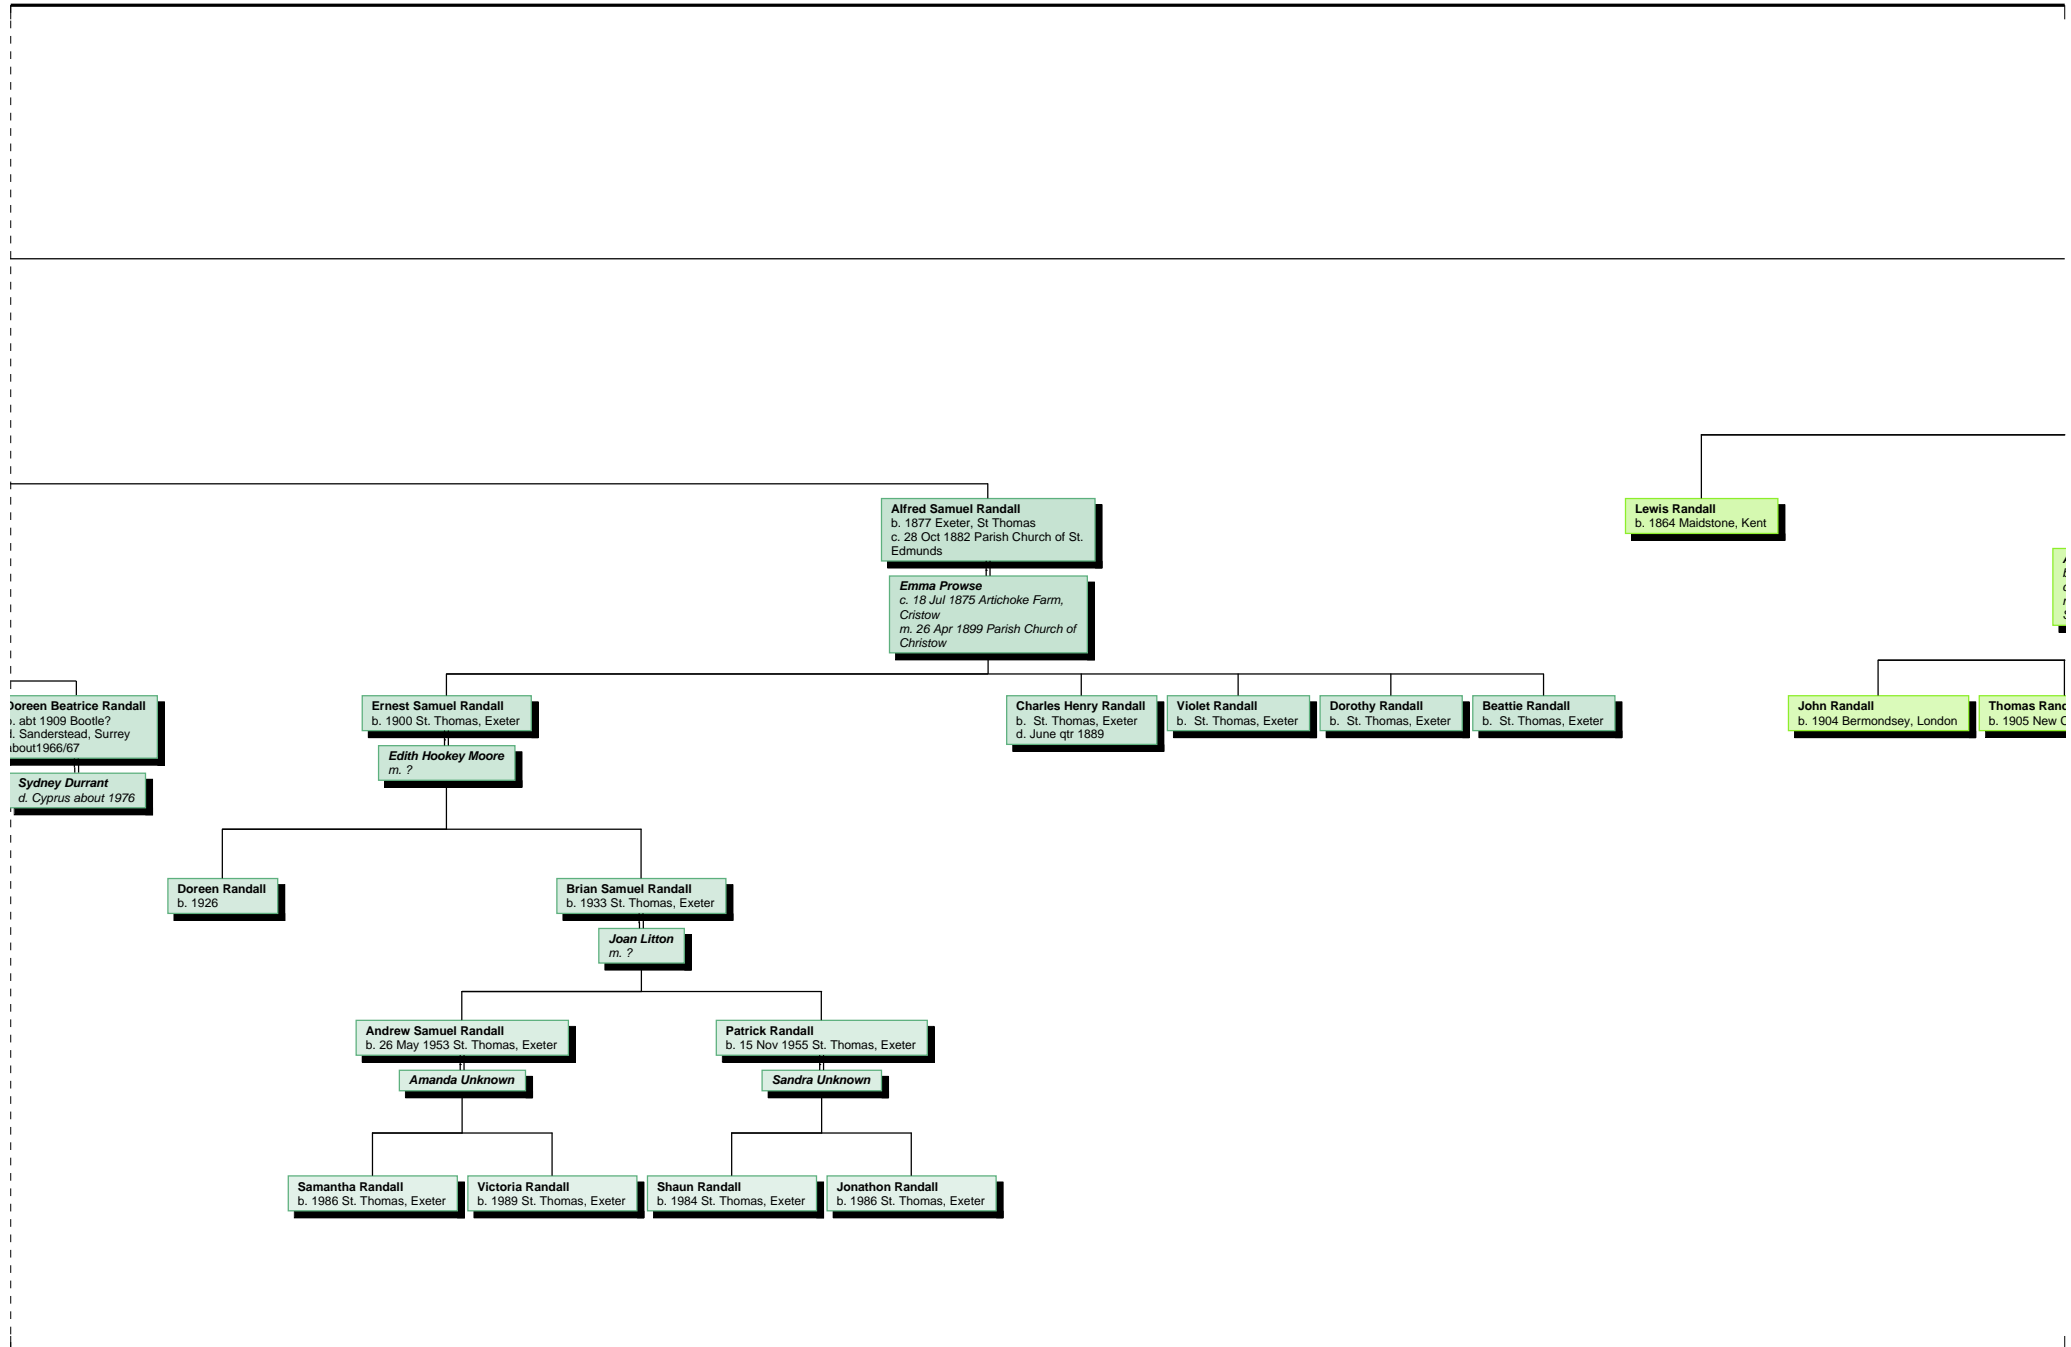 Alfred Samuel Randall
b. 1877 Exeter, St Thomas
c. 28 Oct 1882 Parish Church of St.
Edmunds
Emma Prowse
c. 18 Jul 1875 Artichoke Farm,
Cristow
m. 26 Apr 1899 Parish Church of
Christow
Lewis Randall
b. 1864 Maidstone, Kent
Doreen Beatrice Randall
b. abt 1909 Bootle?
d. Sanderstead, Surrey
about1966/67
Sydney Durrant
d. Cyprus about 1976
Ernest Samuel Randall
b. 1900 St. Thomas, Exeter
Edith Hookey Moore
m. ?
Charles Henry Randall
b.  St. Thomas, Exeter
d. June qtr 1889
Violet Randall
b.  St. Thomas, Exeter
Dorothy Randall
b.  St. Thomas, Exeter
Beattie Randall
b.  St. Thomas, Exeter
John Randall
b. 1904 Bermondsey, London
Thomas
b. 1905 New
Doreen Randall
b. 1926
Brian Samuel Randall
b. 1933 St. Thomas, Exeter
Joan Litton
m. ?
Andrew Samuel Randall
b. 26 May 1953 St. Thomas, Exeter
Amanda Unknown
Patrick Randall
b. 15 Nov 1955 St. Thomas, Exeter
Sandra Unknown
Samantha Randall
b. 1986 St. Thomas, Exeter
Victoria Randall
b. 1989 St. Thomas, Exeter
Shaun Randall
b. 1984 St. Thomas, Exeter
Jonathon Randall
b. 1986 St. Thomas, Exeter